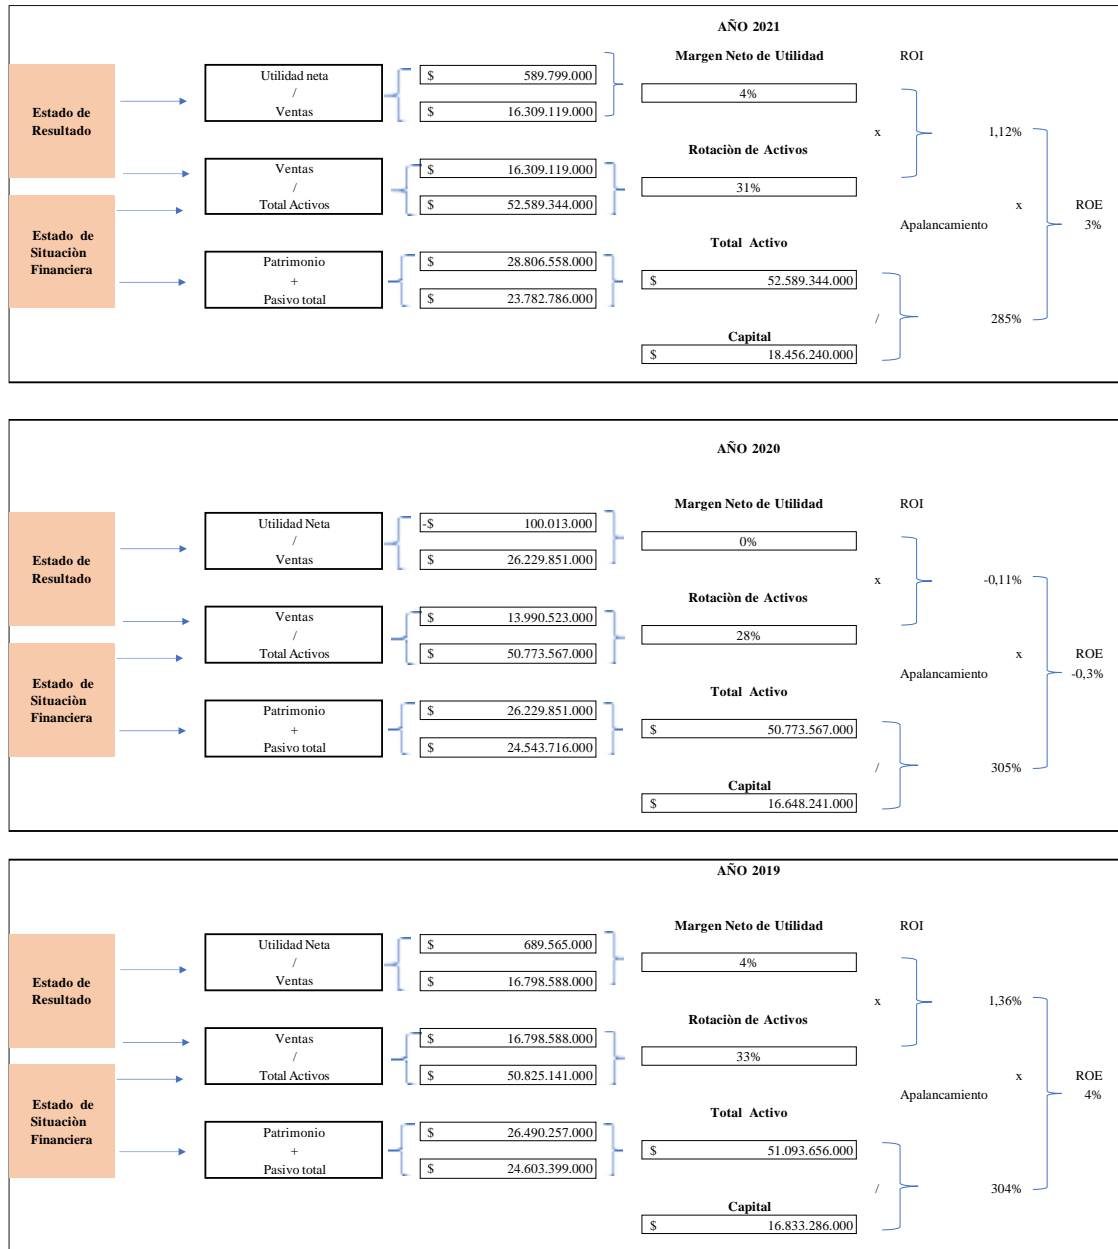 AÑO 2021
Margen Neto de Utilidad
ROI
Estado de
Resultado
Utilidad neta
/
Ventas
$ 589.799.000
$ 16.309.119.000
4%
x
1,12%
Rotaciòn de Activos
Ventas
/
Total Activos
$ 16.309.119.000
$ 52.589.344.000
31%
x
ROE
Apalancamiento
3%
Estado de
Situaciòn
Financiera
Total Activo
Patrimonio
+
Pasivo total
$ 28.806.558.000
$ 23.782.786.000
$ 52.589.344.000
/
285%
Capital
$ 18.456.240.000
AÑO 2020
Margen Neto de Utilidad
ROI
Estado de
Resultado
Utilidad Neta
/
Ventas
-$ 100.013.000
$ 26.229.851.000
0%
x
-0,11%
Rotaciòn de Activos
Ventas
/
Total Activos
$ 13.990.523.000
$ 50.773.567.000
28%
x
ROE
Apalancamiento
-0,3%
Estado de
Situaciòn
Financiera
Total Activo
Patrimonio
+
Pasivo total
$ 26.229.851.000
$ 24.543.716.000
$ 50.773.567.000
/
305%
Capital
$ 16.648.241.000
AÑO 2019
Margen Neto de Utilidad
ROI
Estado de
Resultado
Utilidad Neta
/
Ventas
$ 689.565.000
$ 16.798.588.000
4%
x
1,36%
Rotaciòn de Activos
Ventas
/
Total Activos
$ 16.798.588.000
$ 50.825.141.000
33%
x
ROE
Apalancamiento
4%
Estado de
Situaciòn
Financiera
Total Activo
Patrimonio
+
Pasivo total
$ 26.490.257.000
$ 24.603.399.000
$ 51.093.656.000
/
304%
Capital
$ 16.833.286.000